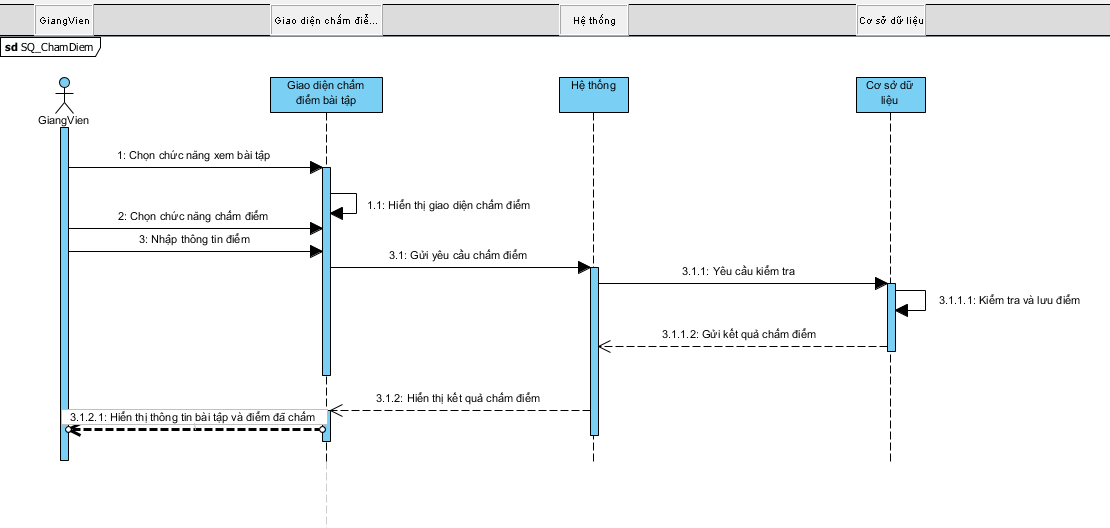 GiangVien
Giao diện chấm điể...
Hệ thống
Cơ sở dữ liệu
sd SQ_ChamDiem
GiangVien
Giao diện chấm
điểm bài tập
Hệ thống
Cơ sở dữ
liệu
1: Chọn chức năng xem bài tập
1.1: Hiển thị giao diện chấm điểm
2: Chọn chức năng chấm điểm
3: Nhập thông tin điểm
3.1: Gửi yêu cầu chấm điểm
3.1.1: Yêu cầu kiểm tra
3.1.1.1: Kiểm tra và lưu điểm
3.1.1.2: Gửi kết quả chấm điểm
3.1.2: Hiển thị kết quả chấm điểm
3.1.2.1: Hiển thị thông tin bài tập và điểm đã chấm